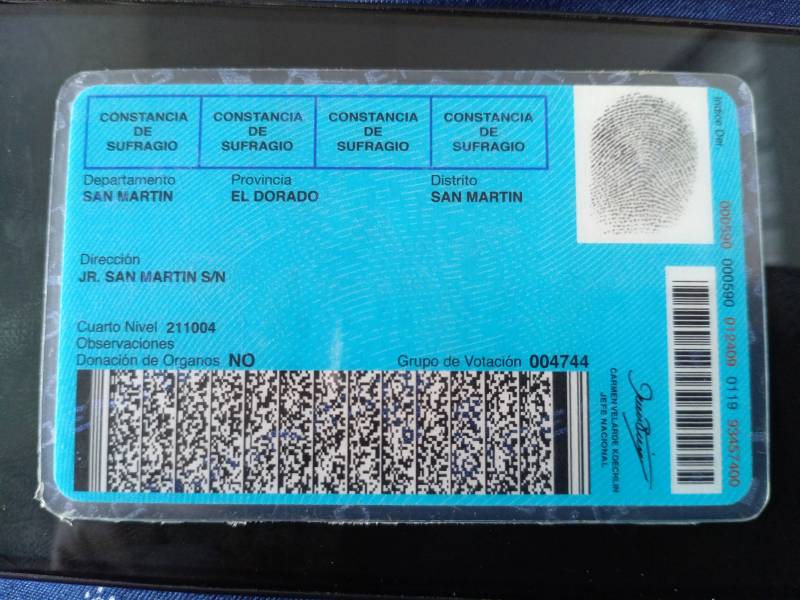 CONSTANCIA DE SUFRAGIO
CONSTANCIA DE SUFRAGIO
CONSTANCIA DE SUFRAGIO
CONSTANCIA DE SUFRAGIO
Indice Der.
Departamento
SAN MARTIN
Provincia
EL DORADO
Distrito
SAN MARTIN
Dirección
JR. SAN MARTIN S/N
Cuarto Nivel 211004
Observaciones
Donación de Organos NO
Grupo de Votación 004744
CARMEN VELARDE KOECHLIN
JEFE NACIONAL
000590 000590 012409 0119 93457400